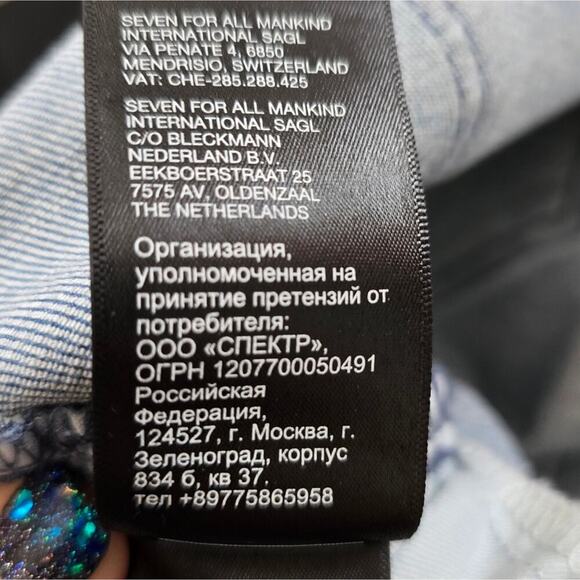 SEVEN FOR ALL MANKIND
INTERNATIONAL SAGL
VIA PENATE 4, 6850
MENDRISIO, SWITZERLAND
VAT: CHE-285.288.425
SEVEN FOR ALL MANKIND
INTERNATIONAL SAGL
C/O BLECKMANN
NEDERLAND B.V.
EEKBOERSTRAAT 25
7575 AV, OLDENZAAL
THE NETHERLANDS
Организация,
уполномоченная на
принятие претензий от
потребителя:
ООО «СПЕКТР»,
ОГРН 1207700050491
Российская
Федерация,
124527, г. Москва, г.
Зеленоград, корпус
834 б, кв 37.
тел +89775865958